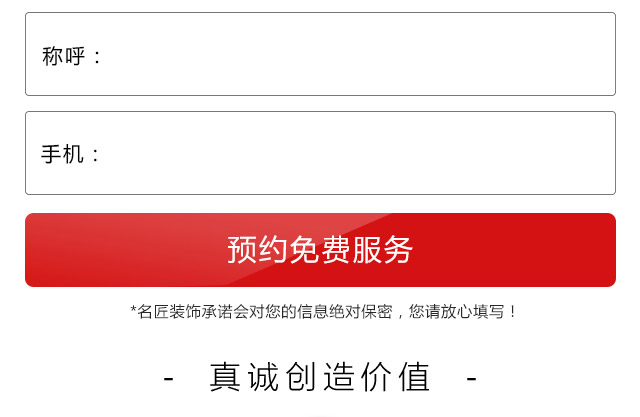 称呼：
手机：
预约免费服务
*名匠装饰承诺会对您的信息绝对保密，您请放心填写！
- 真诚创造价值 -